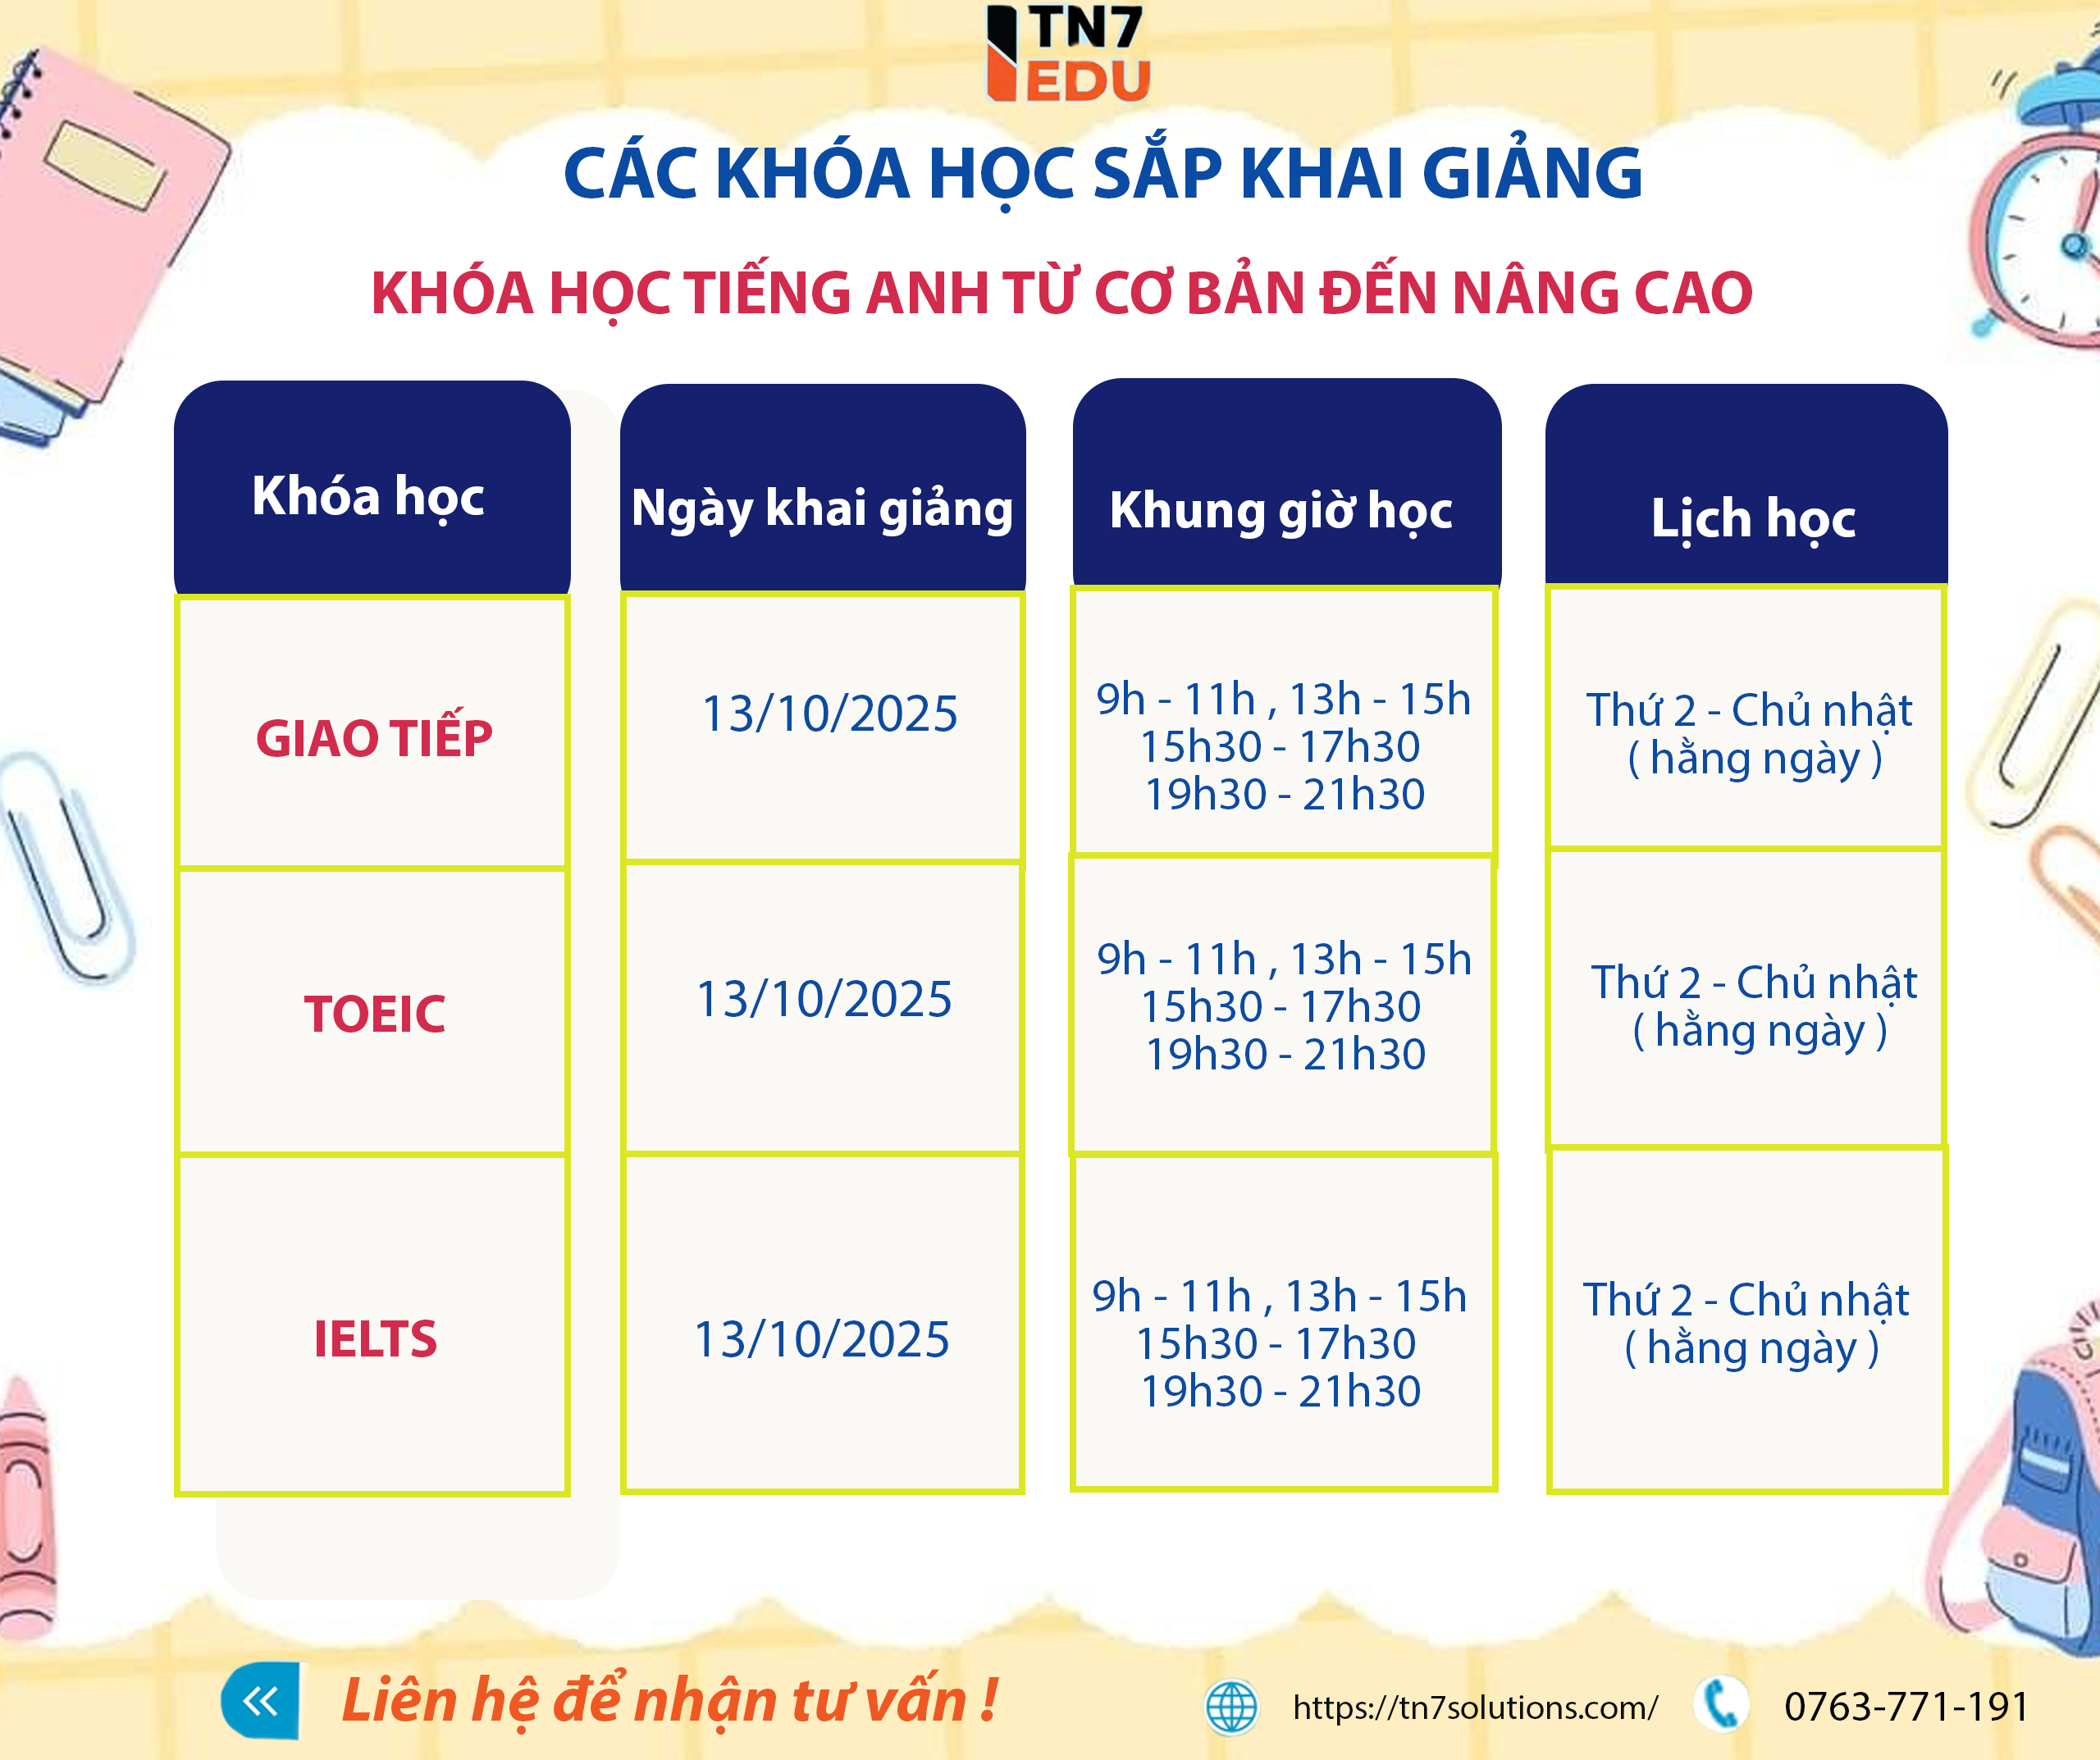 TN7
EDU
CÁC KHÓA HỌC SẮP KHAI GIẢNG
KHÓA HỌC TIẾNG ANH TỪ CƠ BẢN ĐẾN NÂNG CAO
Khóa học
Ngày khai giảng
Khung giờ học
Lịch học
GIAO TIẾP
13/10/2025
9h - 11h , 13h - 15h
15h30 - 17h30
19h30 - 21h30
Thứ 2 - Chủ nhật
( hằng ngày )
TOEIC
13/10/2025
9h - 11h , 13h - 15h
15h30 - 17h30
19h30 - 21h30
Thứ 2 - Chủ nhật
( hằng ngày )
IELTS
13/10/2025
9h - 11h , 13h - 15h
15h30 - 17h30
19h30 - 21h30
Thứ 2 - Chủ nhật
( hằng ngày )
Liên hệ để nhận tư vấn !
https://tn7solutions.com/
0763-771-191